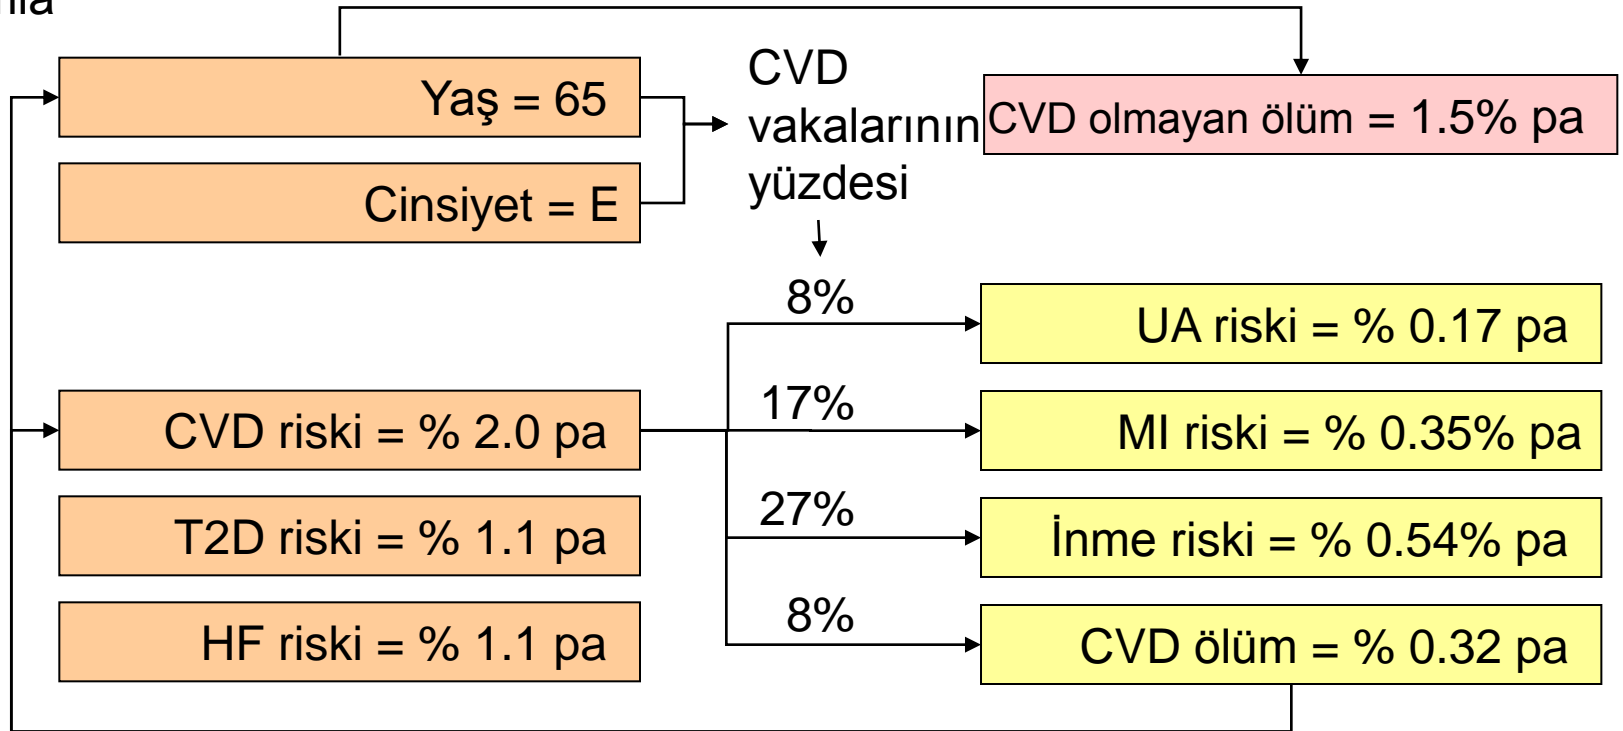 Yaş = 65
Cinsiyet = E
CVD
vakalarının
yüzdesi
CVD olmayan ölüm = 1.5% pa
8%
UA riski = % 0.17 pa
CVD riski = % 2.0 pa
17%
MI riski = % 0.35% pa
T2D riski = % 1.1 pa
27%
İnme riski = % 0.54% pa
HF riski = % 1.1 pa
8%
CVD ölüm = % 0.32 pa